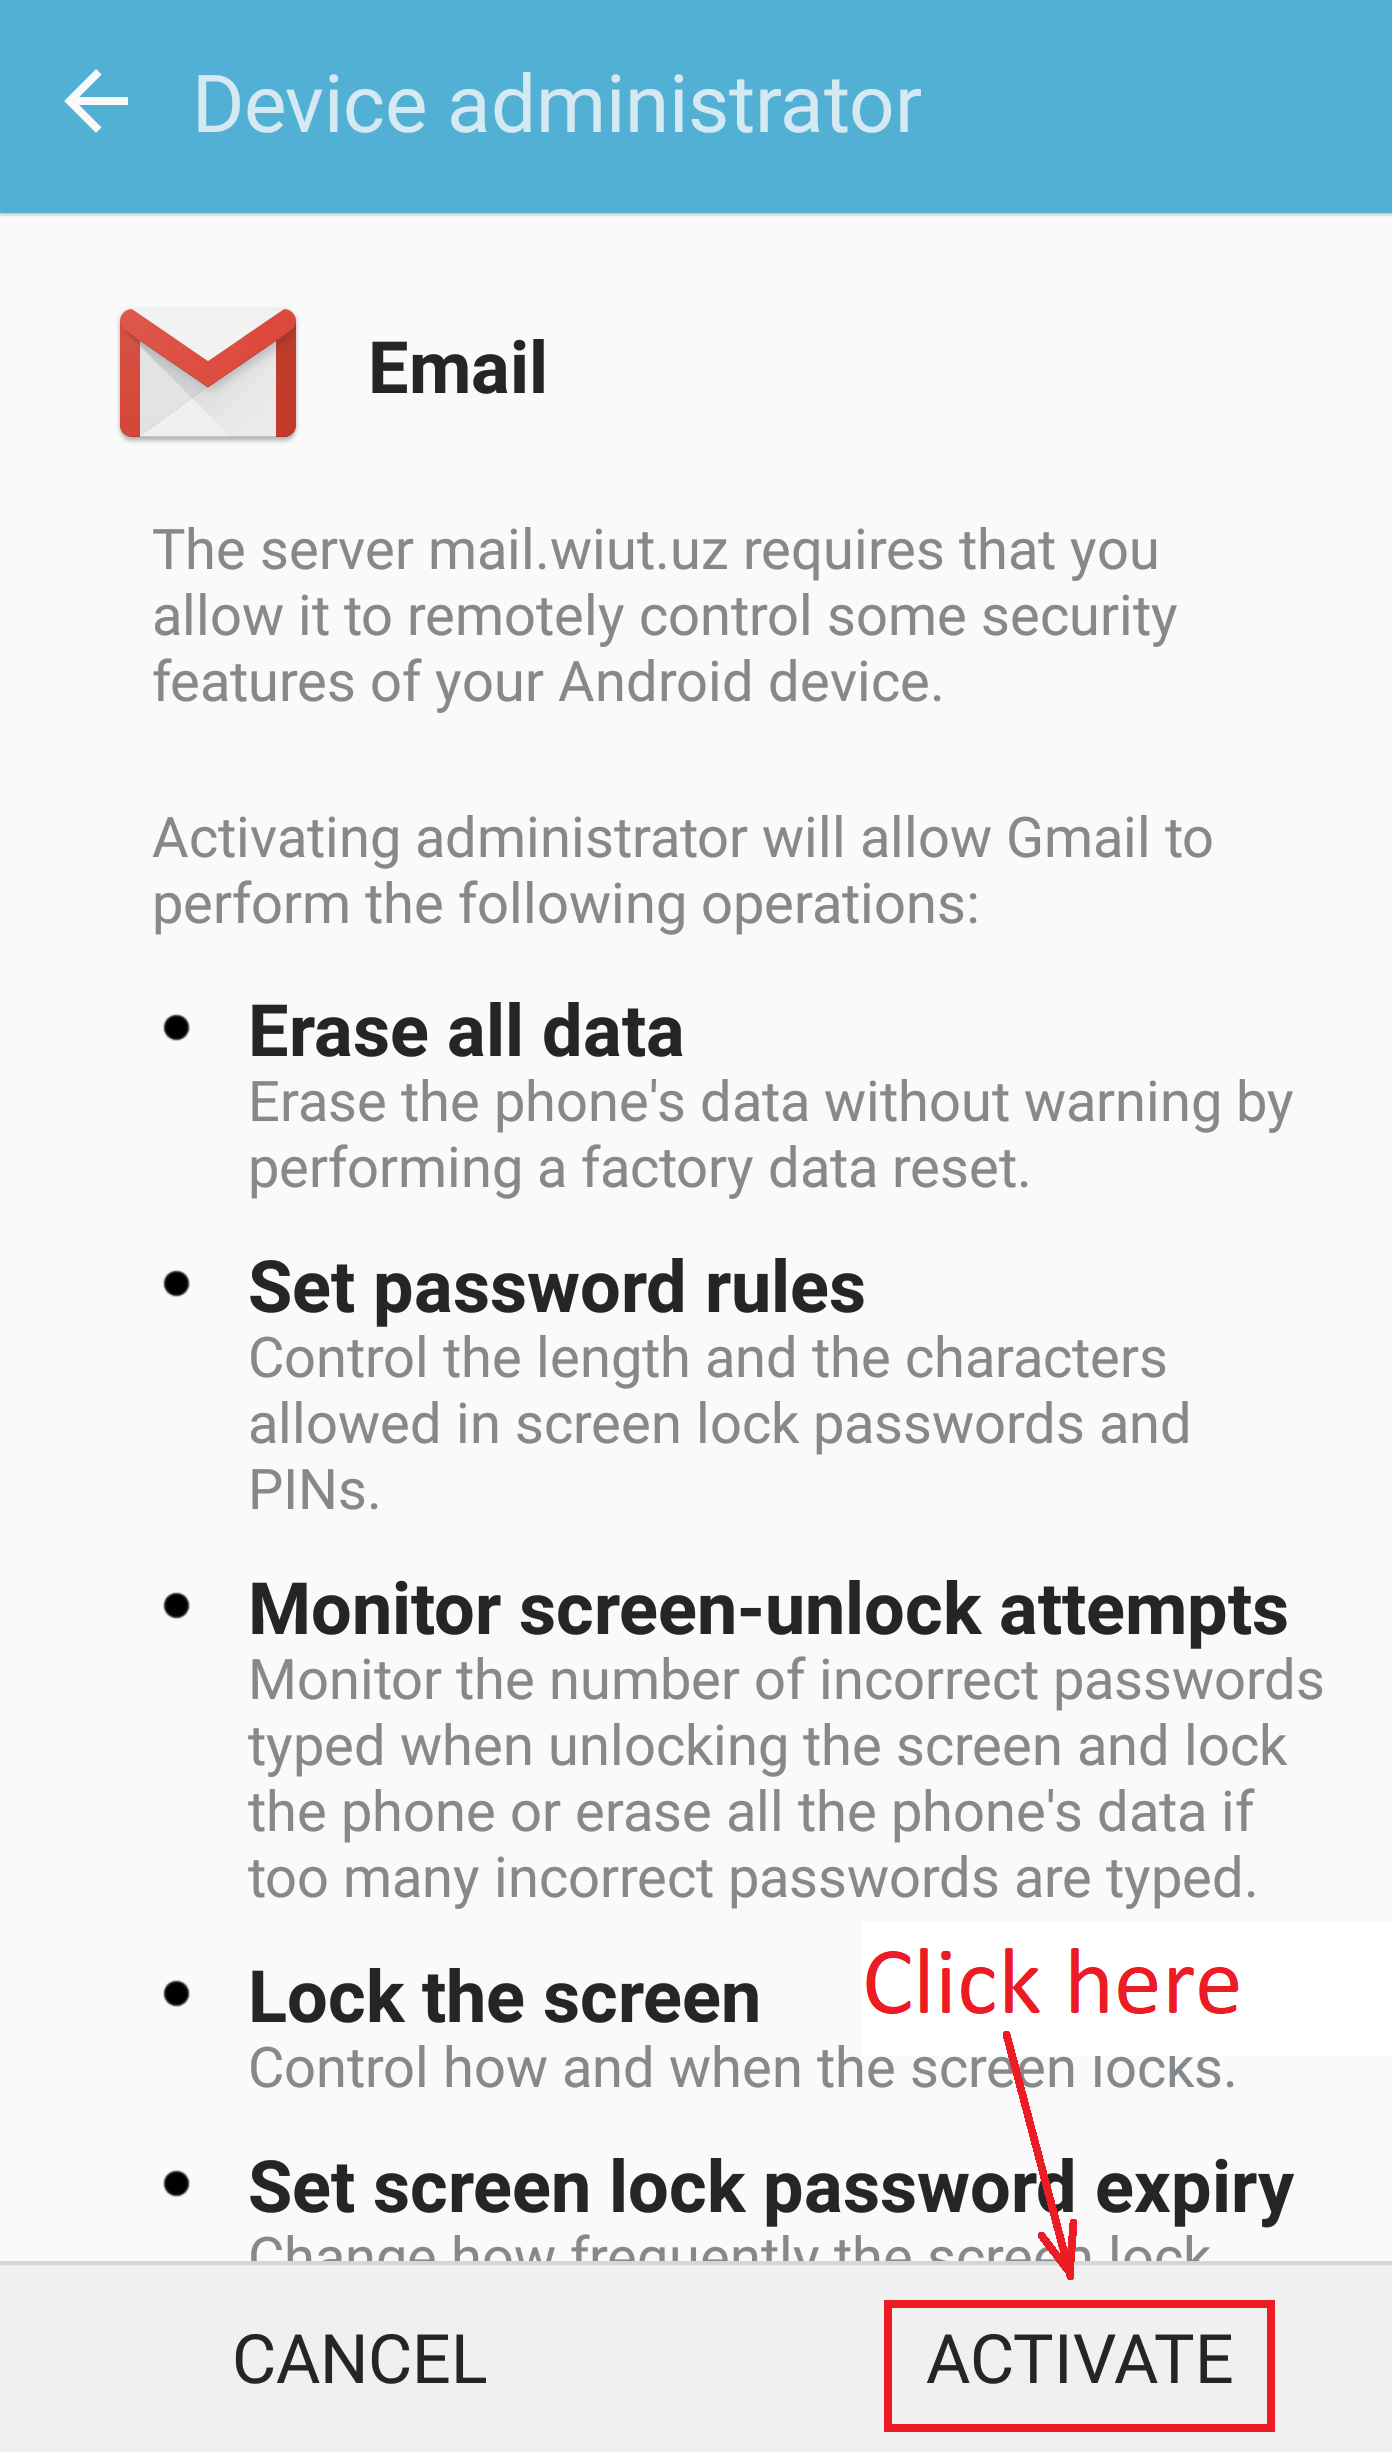 Device administrator
Email
The server mail.wiut.uz requires that you
allow it to remotely control some security
features of your Android device.
Activating administrator will allow Gmail to
perform the following operations:
• Erase all data
Erase the phone's data without warning by
performing a factory data reset.
• Set password rules
Control the length and the characters
allowed in screen lock passwords and
PINs.
• Monitor screen-unlock attempts
Monitor the number of incorrect passwords
typed when unlocking the screen and lock
the phone or erase all the phone's data if
too many incorrect passwords are typed.
• Lock the screen
Click here
Control how and when the screen locks.
• Set screen lock password expiry
Change how frequently the screen lock
CANCEL
ACTIVATE